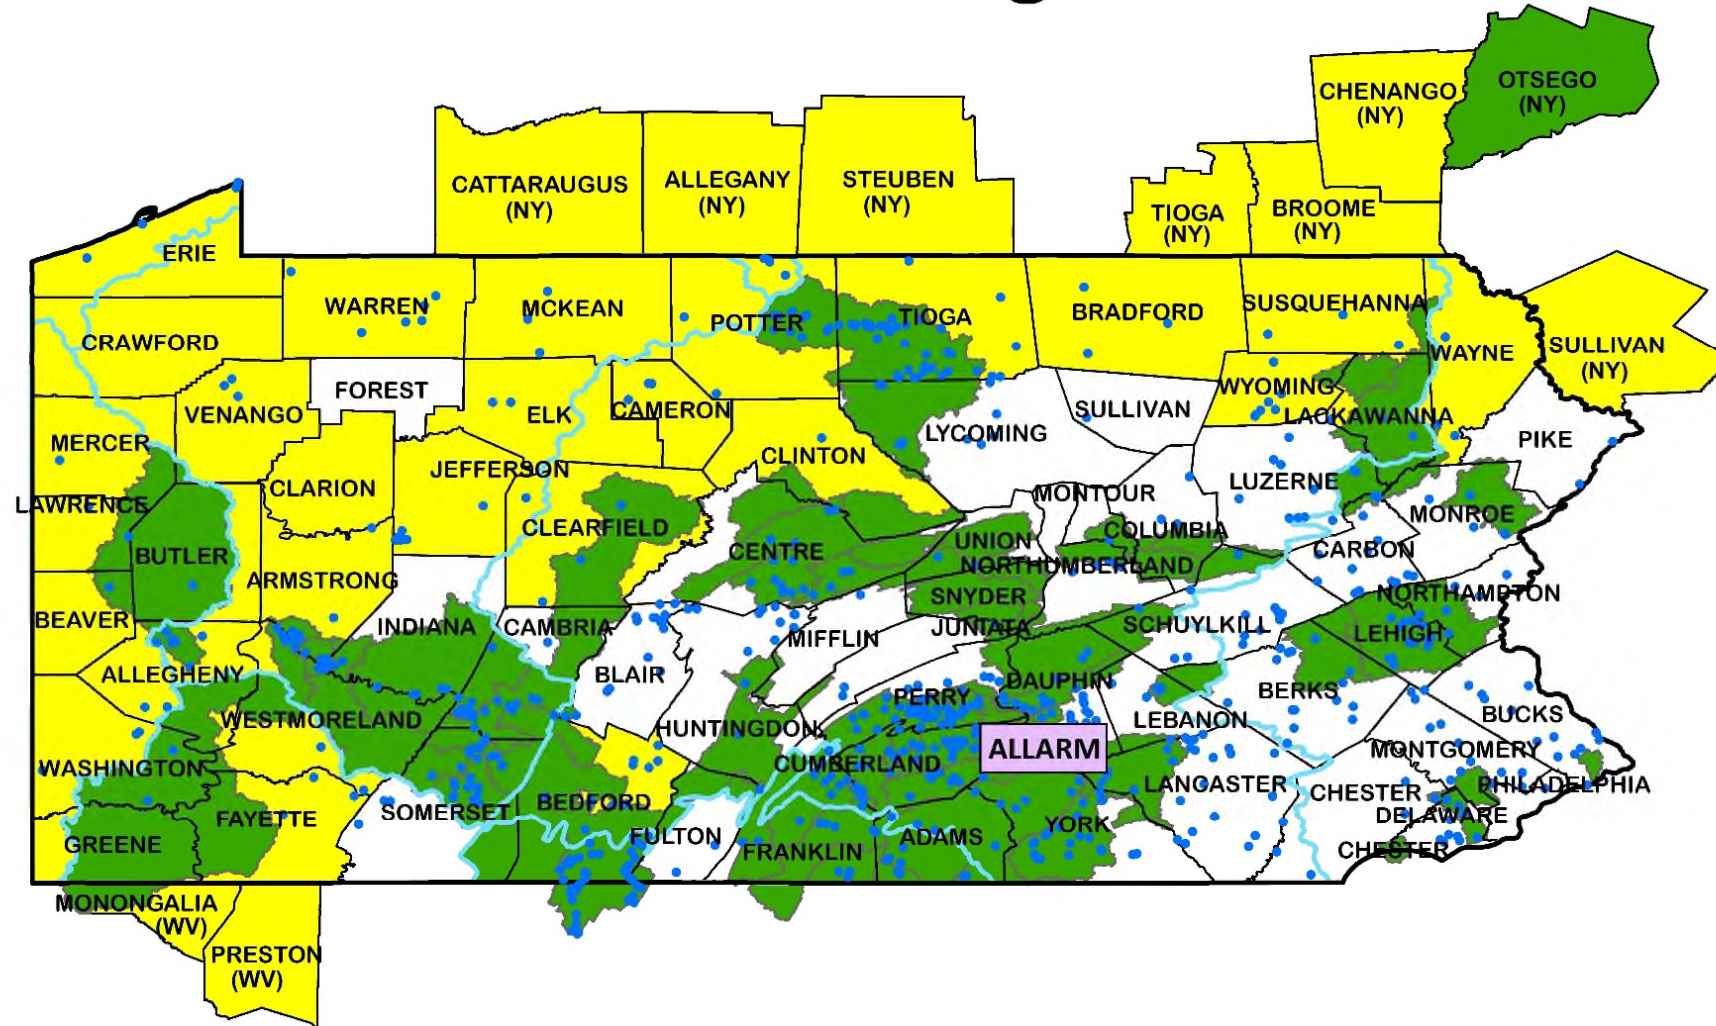 OTSEGO
(NY)
CHENANGO
(NY)
CATTARAUGUS
(NY)
ALLEGANY
(NY)
STEUBEN
(NY)
TIOGA
(NY)
BROOME
(NY)
ERIE
WARREN
MCKEAN
POTTER
TIOGA
BRADFORD
SUSQUEHANNA
CRAWFORD
WAYNE
SULLIVAN
(NY)
FOREST
VENANGO
ELK
CAMERON
SULLIVAN
WYOMING
LACKAWANNA
MERCER
LYCOMING
PIKE
JEFFERSON
CLINTON
CLARION
LUZERNE
LAWRENCE
MONTOUR
MONROE
CLEARFIELD
COLUMBIA
BUTLER
CENTRE
UNION
CARBON
NORTHUMBERLAND
ARMSTRONG
SNYDER
NORTHAMPTON
BEAVER
INDIANA
CAMBRIA
JUNIATA
MIFFLIN
SCHUYLKILL
LEHIGH
ALLEGHENY
BLAIR
DAUPHIN
BERKS
PERRY
WESTMORELAND
HUNTINGDON
LEBANON
BUCKS
ALLARM
MONTGOMERY
WASHINGTON
CUMBERLAND
LANCASTER
PHILADELPHIA
CHESTER
BEDFORD
SOMERSET
DELAWARE
FAYETTE
FULTON
YORK
ADAMS
GREENE
FRANKLIN
CHESTER
MONONGALIA
(WV)
PRESTON
(WV)